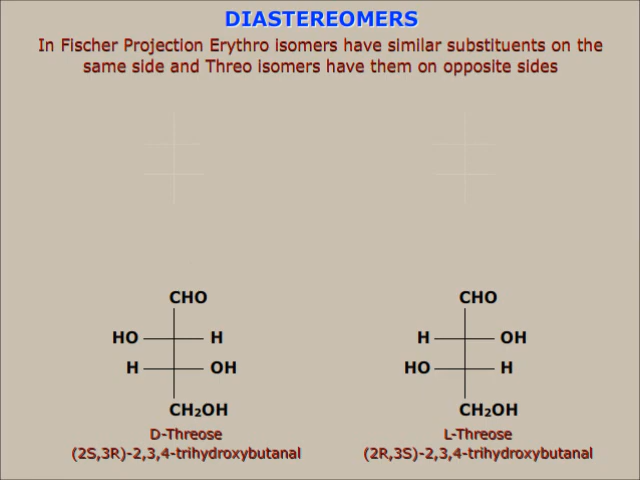 DIASTEREOMERS
In Fischer Projection Erythro isomers have similar substituents on the
same side and Threo isomers have them on opposite sides
CHO CHO
HO H H OH
H OH HO H
CH₂OH CH₂OH
D-Threose L-Threose
(2S,3R)-2,3,4-trihydroxybutanal (2R,3S)-2,3,4-trihydroxybutanal